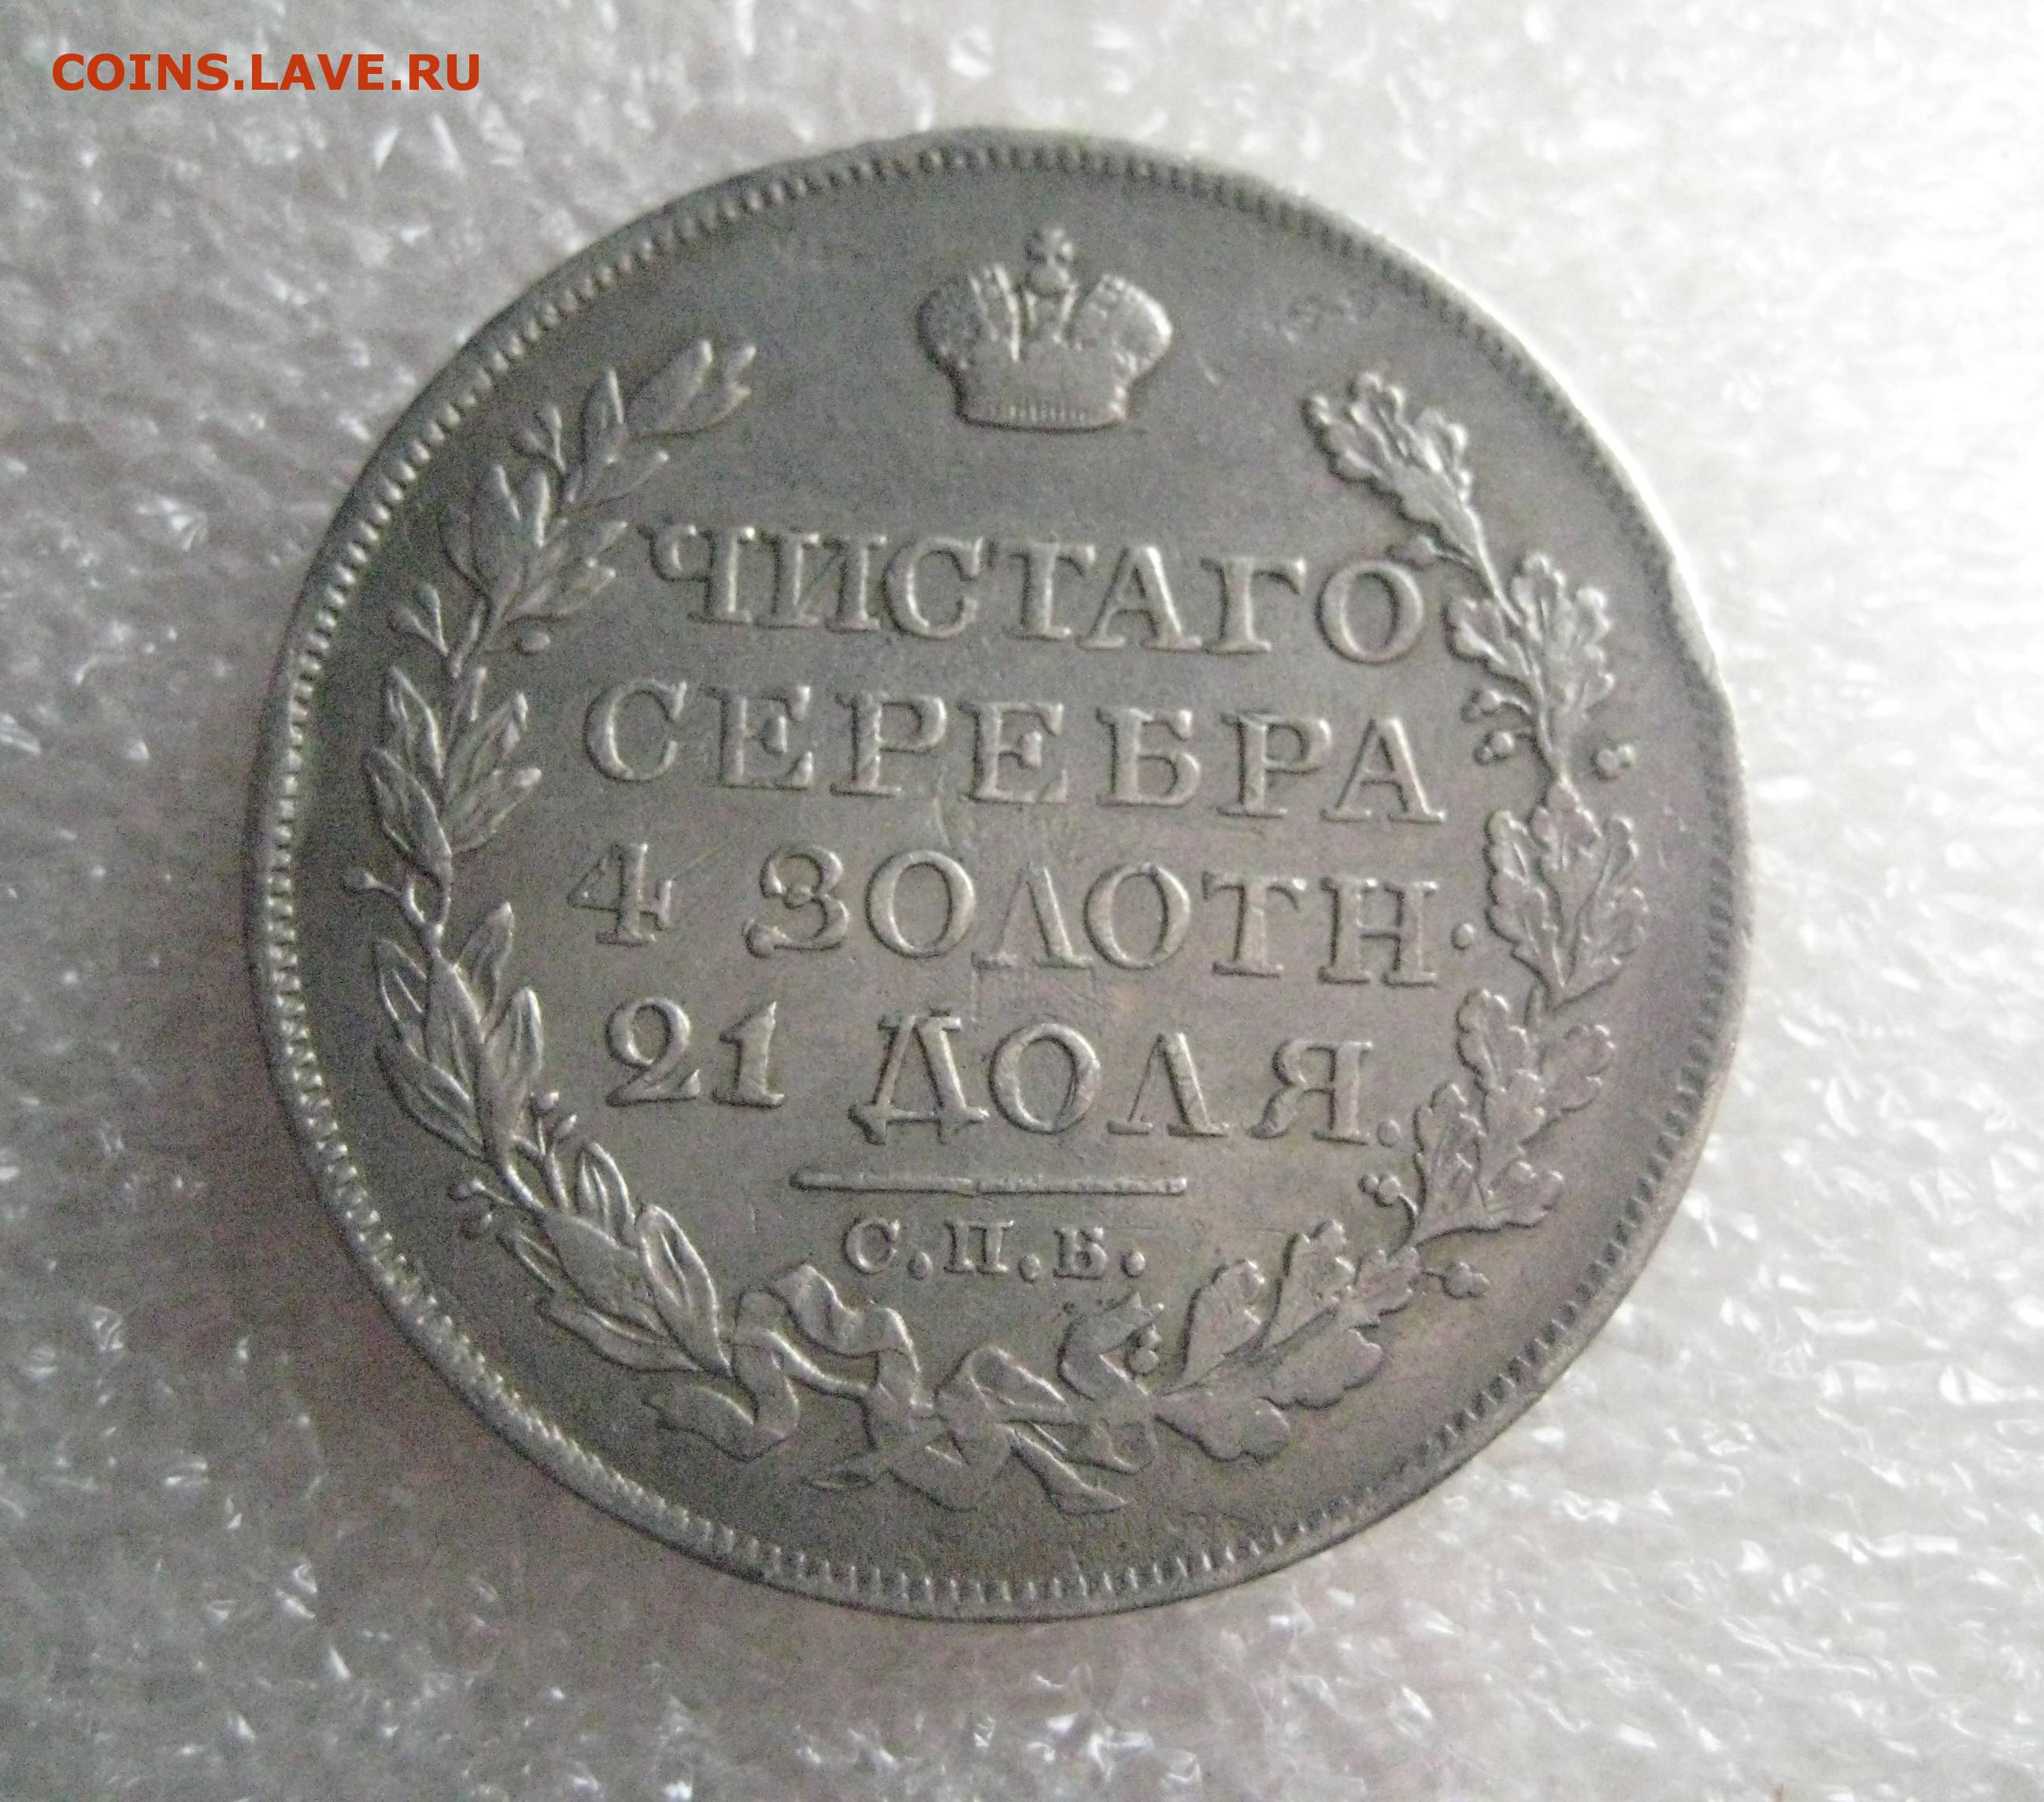 COINS.LAVE.RU
ЧИСТАГО
СЕРЕБРА
4 ЗОЛОТН.
21 ДОЛЯ.
С.П.Б.